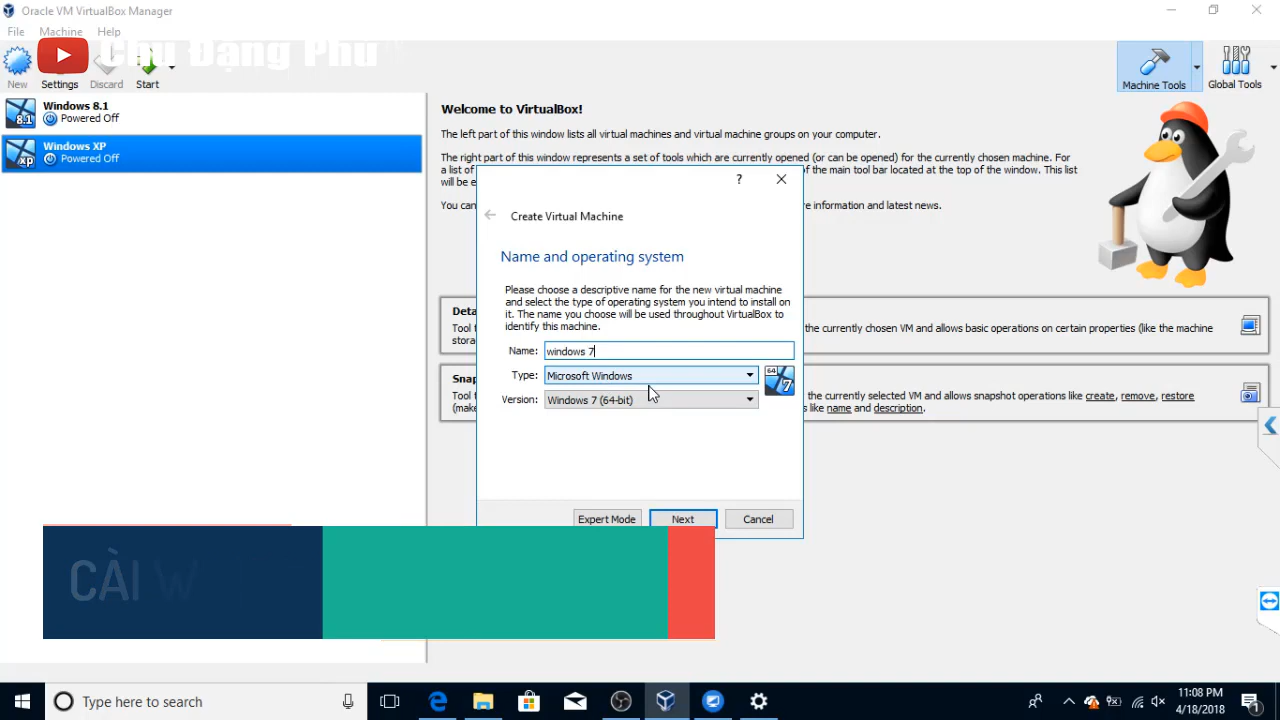 Oracle VM VirtualBox Manager
File Machine Help
Chu Đặng Phu
New Settings Discard Start
Machine Tools Global Tools
8.1 Windows 8.1
Powered Off
xp Windows XP
Powered Off
Welcome to VirtualBox!
The left part of this window lists all virtual machines and virtual machine groups on your computer.
The right part of this window represents a set of tools which are currently opened (or can be opened) for the currently chosen machine. For
a list of
of the main tool bar located at the top of the window. This list
will be e
You can
re information and latest news.
?
Create Virtual Machine
Name and operating system
Please choose a descriptive name for the new virtual machine
and select the type of operating system you intend to install on
it. The name you choose will be used throughout VirtualBox to
identify this machine.
Name: windows 7
Type: Microsoft Windows
64 7
Version: Windows 7 (64-bit)
Expert Mode Next Cancel
Deta
Tool t
the currently chosen VM and allows basic operations on certain properties (like the machine
stora
Snap
Tool t
the currently selected VM and allows snapshot operations like create, remove, restore
(make
s like name and description.
CÀI W
Type here to search
11:08 PM
4/18/2018
1